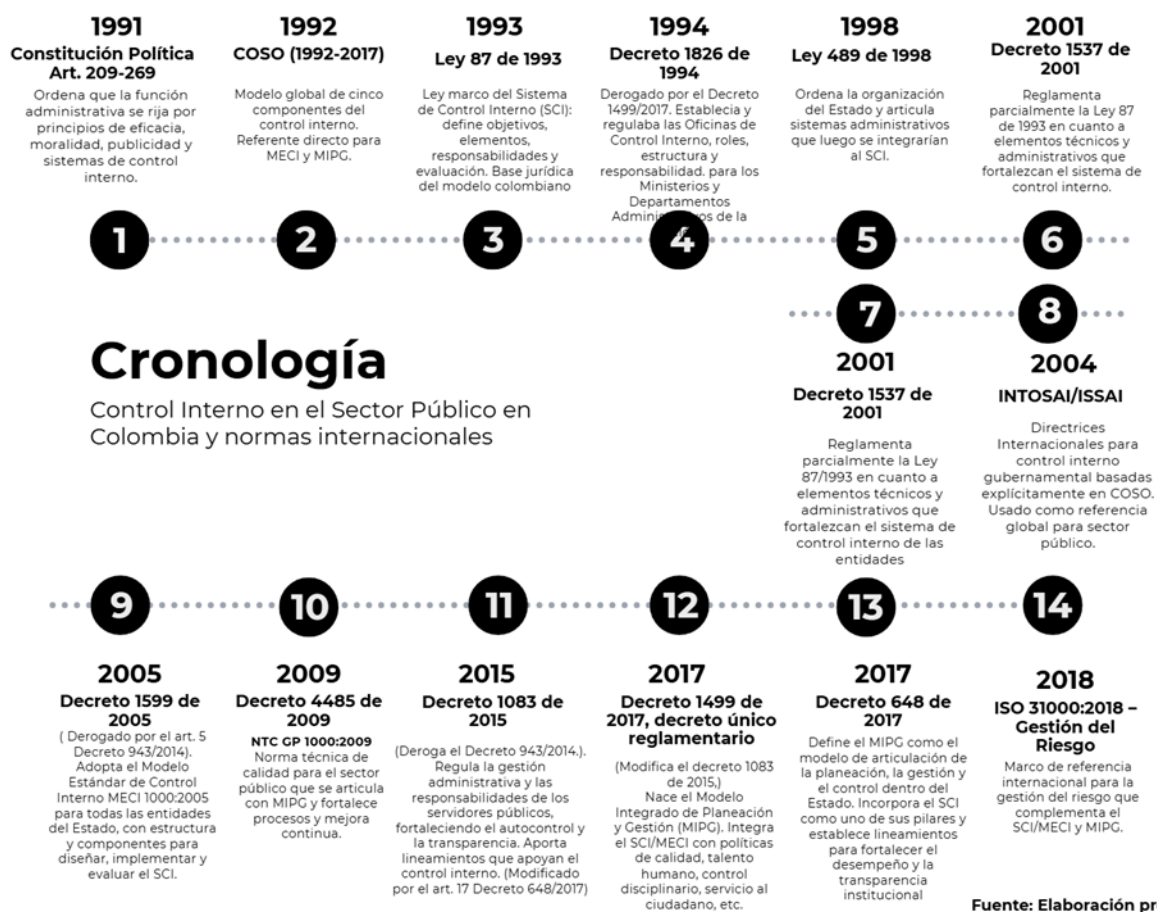 1991
Constitución Política
Art. 209-269
Ordena que la función
administrativa se rija por
principios de eficacia,
moralidad, publicidad y
sistemas de control
interno.
1992
COSO (1992-2017)
Modelo global de cinco
componentes del
control interno.
Referente directo para
MECI y MIPG.
1993
Ley 87 de 1993
Ley marco del Sistema
de Control Interno (SCI):
define objetivos,
elementos,
responsabilidades y
evaluación. Base jurídica
del modelo colombiano
1994
Decreto 1826 de
1994
Derogado por el Decreto
1499/2017. Establecia y
regulaba las Oficinas de
Control Interno, roles,
estructura y
responsabilidad. para los
Ministerios y
Departamentos
de la
1998
Ley 489 de 1998
Ordena la organización
del Estado y articula
sistemas administrativos
que luego se integrarían
al SCI.
2001
Decreto 1537 de
2001
Reglamenta
parcialmente la Ley 87
de 1993 en cuanto a
elementos técnicos y
administrativos que
fortalezcan el sistema de
control interno.
1
2
3
4
5
6
7
8
Cronología
Control Interno en el Sector Público en
Colombia y normas internacionales
2001
Decreto 1537 de
2001
Reglamenta
parcialmente la Ley
87/1993 en cuanto a
elementos técnicos y
administrativos que
fortalezcan el sistema de
control interno de las
entidades
2004
INTOSAI/ISSAI
Directrices
Internacionales para
control interno
gubernamental basadas
explícitamente en COSO.
Usado como referencia
global para sector
público.
9
10
11
12
13
14
2005
Decreto 1599 de
2005
( Derogado por el art. 5
Decreto 943/2014).
Adopta el Modelo
Estándar de Control
Interno MECI 1000:2005
para todas las entidades
del Estado, con estructura
y componentes para
diseñar, implementar y
evaluar el SCI.
2009
Decreto 4485 de
2009
NTC GP 1000:2009
Norma técnica de
calidad para el sector
público que se articula
con MIPG y fortalece
procesos y mejora
continua.
2015
Decreto 1083 de
2015
(Deroga el Decreto 943/2014.).
Regula la gestión
administrativa y las
responsabilidades de los
servidores públicos,
fortaleciendo el autocontrol y
la transparencia. Aporta
lineamientos que apoyan el
control interno. (Modificado
por el art. 17 Decreto 648/2017)
2017
Decreto 1499 de
2017, decreto único
reglamentario
(Modifica el decreto 1083
de 2015,)
Nace el Modelo
Integrado de Planeación
y Gestión (MIPG). Integra
el SCI/MECI con políticas
de calidad, talento
humano, control
disciplinario, servicio al
ciudadano, etc.
2017
Decreto 648 de
2017
Define el MIPG como el
modelo de articulación de
la planeación, la gestión y
el control dentro del
Estado. Incorpora el SCI
como uno de sus pilares y
establece lineamientos
para fortalecer el
desempeño y la
transparencia
institucional
2018
ISO 31000:2018 –
Gestión del
Riesgo
Marco de referencia
internacional para la
gestión del riesgo que
complementa el
SCI/MECI y MIPG.
Fuente: Elaboración pr